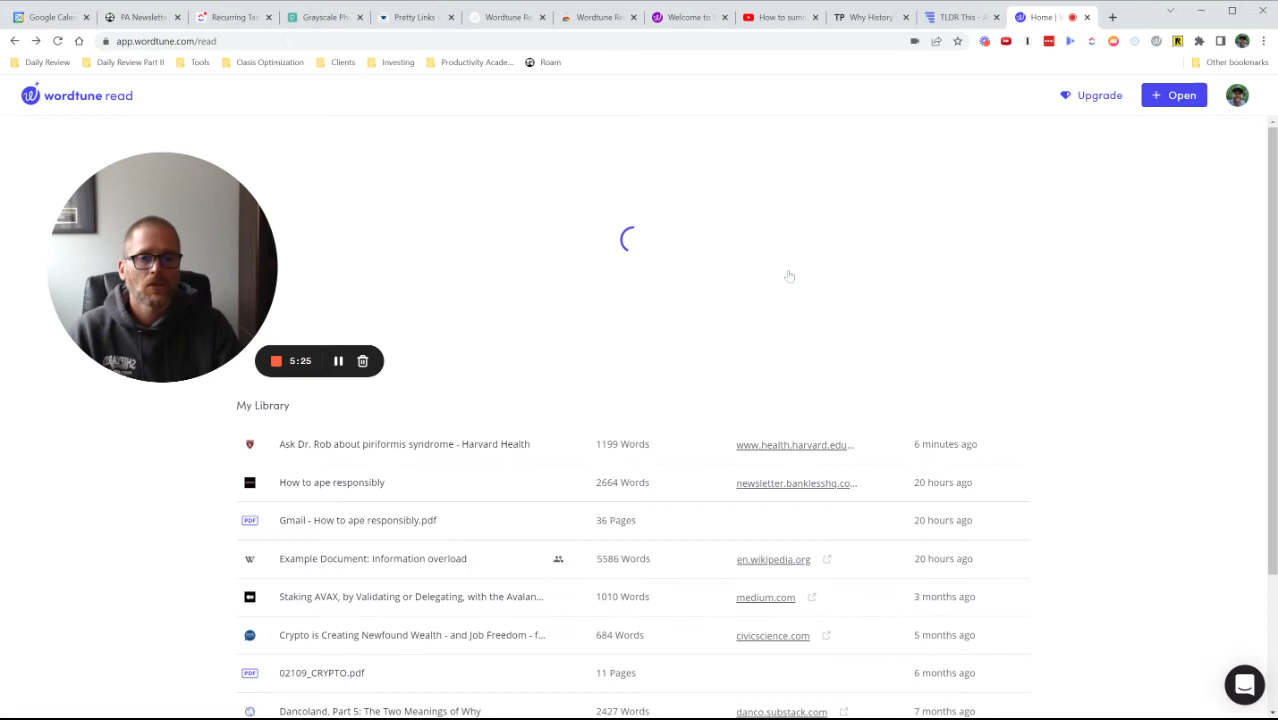 Google Calen
PA Newslette
Recurring Tas
Grayscale Ph
Pretty Links
Wordtune R
Wordtune Re
Welcome to
How to sum
TP Why History
TLDR This - A
Home | W
app.wordtune.com/read
Daily Review
Daily Review Part II
Tools
Oasis Optimization
Clients
Investing
Productivity Acade...
Roam
Other bookmarks
wordtune read
Upgrade
+ Open
5:25
My Library
Ask Dr. Rob about piriformis syndrome - Harvard Health 1199 Words www.health.harvard.edu... 6 minutes ago
How to ape responsibly 2664 Words newsletter.banklesshq.co... 20 hours ago
PDF Gmail - How to ape responsibly.pdf 36 Pages 20 hours ago
W Example Document: Information overload 5586 Words en.wikipedia.org 20 hours ago
Staking AVAX, by Validating or Delegating, with the Avalan... 1010 Words medium.com 3 months ago
Crypto is Creating Newfound Wealth - and Job Freedom - f... 684 Words civicscience.com 5 months ago
PDF 02109_CRYPTO.pdf 11 Pages 6 months ago
Dancoland, Part 5: The Two Meanings of Why 2427 Words danco.substack.com 7 months ago